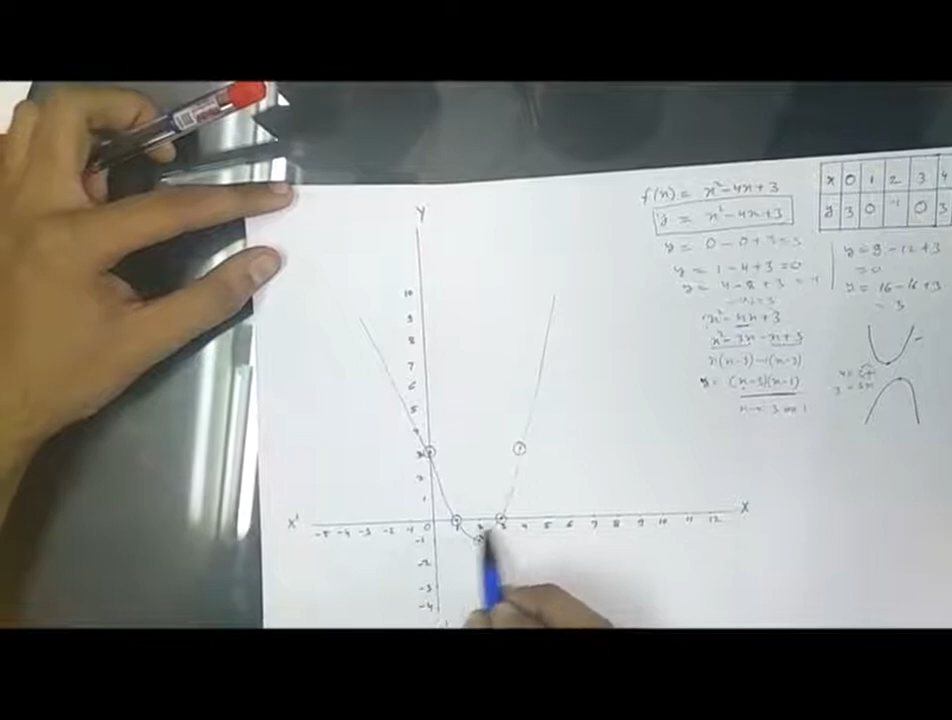 f(x) = x² - 4x + 3
y = x² - 4x + 3
y = 0 - 0 + 3 = 3
y = 1 - 4 + 3 = 0
y = 4 - 8 + 3 = -1
x² - 4x + 3
x² - 3x - x + 3
x(x-3) - 1(x-3)
y = (x-3)(x-1)
x 0 1 2 3 4
y 3 0 -1 0 3
y = 9 - 12 + 3
= 0
y = 16 - 16 + 3
= 3
Y
10
9
8
7
6
5
4
3
2
1
X' -5 -4 -3 -2 -1 0 1 2 3 4 5 6 7 8 9 10 11 12 X
-1
-2
-3
-4